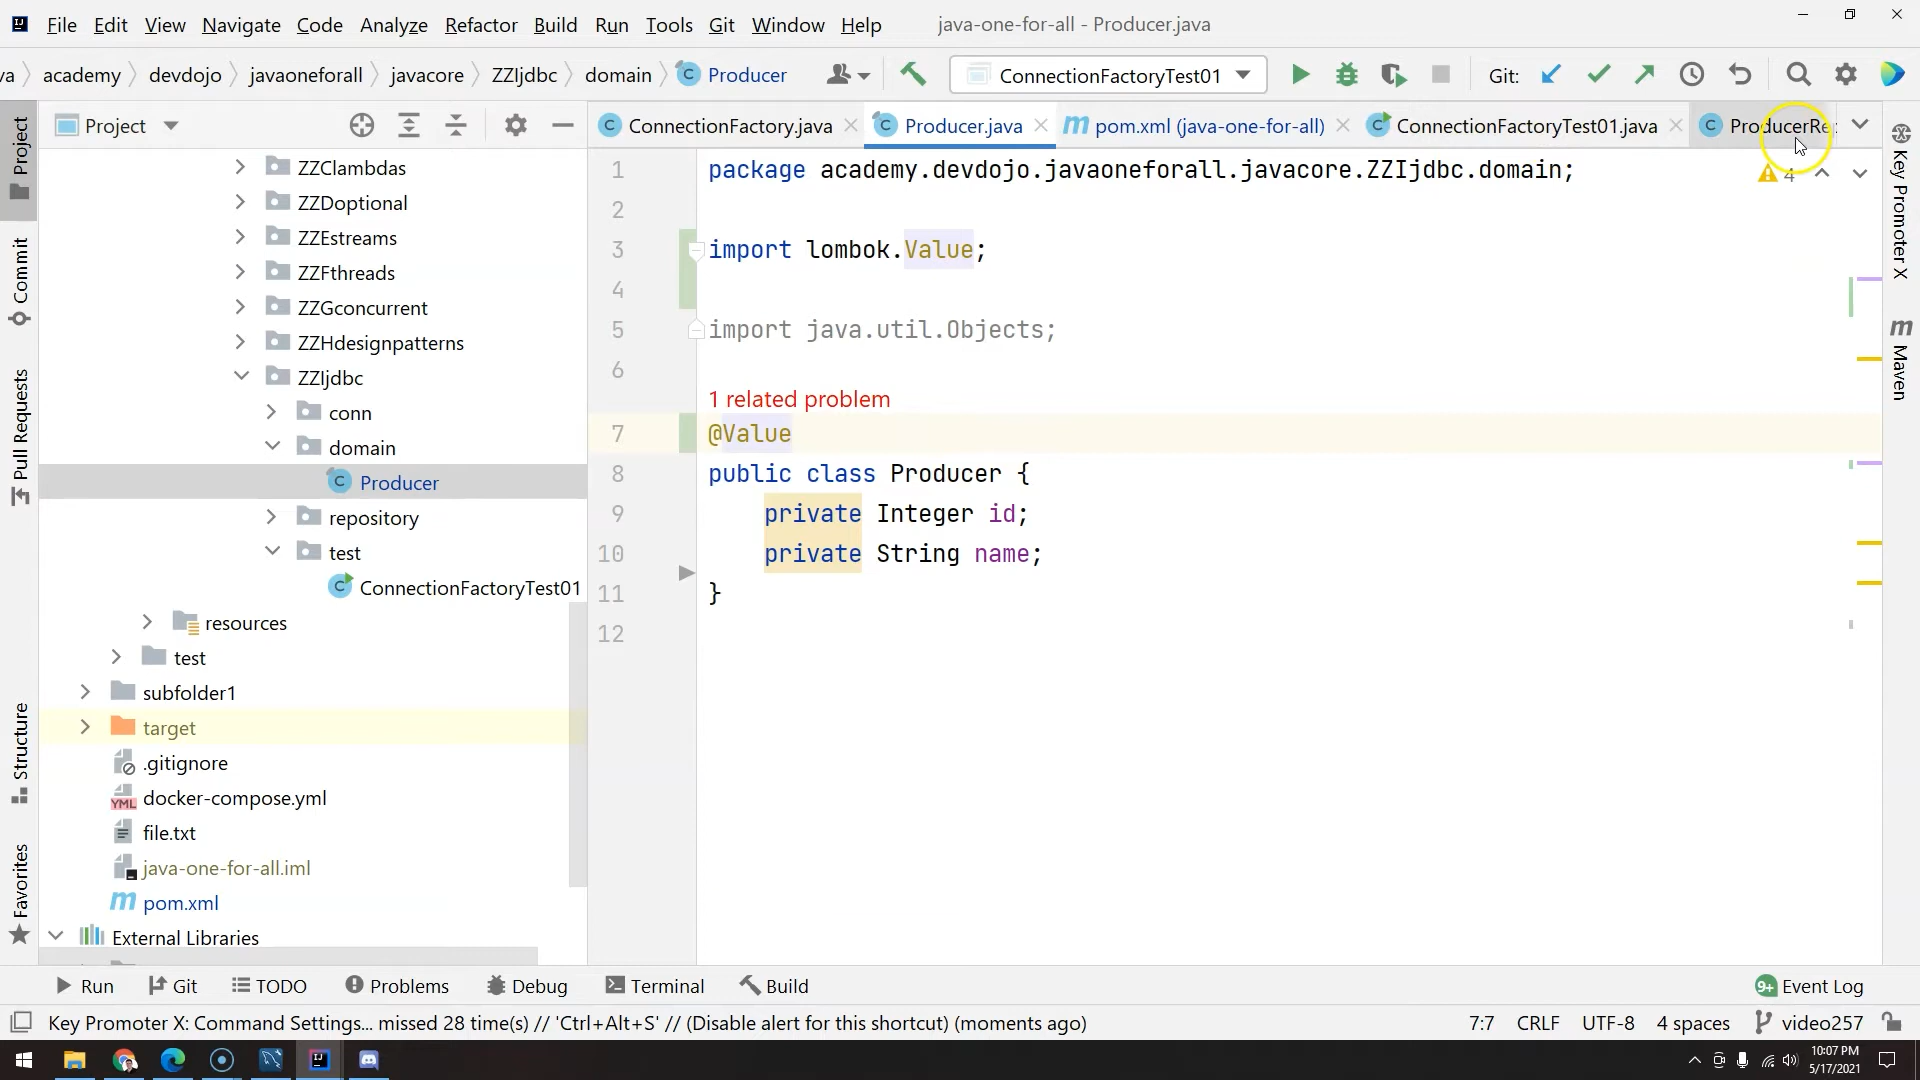 File Edit View Navigate Code Analyze Refactor Build Run Tools Git Window Help java-one-for-all - Producer.java
va academy devdojo javaoneforall javacore ZZIjdbc domain Producer ConnectionFactoryTest01 Git:
Project
ConnectionFactory.java Producer.java pom.xml (java-one-for-all) ConnectionFactoryTest01.java ProducerRe
Project
Commit
Pull Requests
Structure
Favorites
ZZClambdas
ZZDoptional
ZZEstreams
ZZFthreads
ZZGconcurrent
ZZHdesignpatterns
ZZIjdbc
conn
domain
Producer
repository
test
ConnectionFactoryTest01
resources
test
subfolder1
target
.gitignore
docker-compose.yml
file.txt
java-one-for-all.iml
pom.xml
External Libraries
1 package academy.devdojo.javaoneforall.javacore.ZZIjdbc.domain;
4
2
3 import lombok.Value;
4
5 import java.util.Objects;
6
1 related problem
7 @Value
8 public class Producer {
9 private Integer id;
10 private String name;
11 }
12
Key Promoter X
Maven
Run Git TODO Problems Debug Terminal Build 9+ Event Log
Key Promoter X: Command Settings... missed 28 time(s) // 'Ctrl+Alt+S' // (Disable alert for this shortcut) (moments ago) 7:7 CRLF UTF-8 4 spaces video257
10:07 PM
5/17/2021